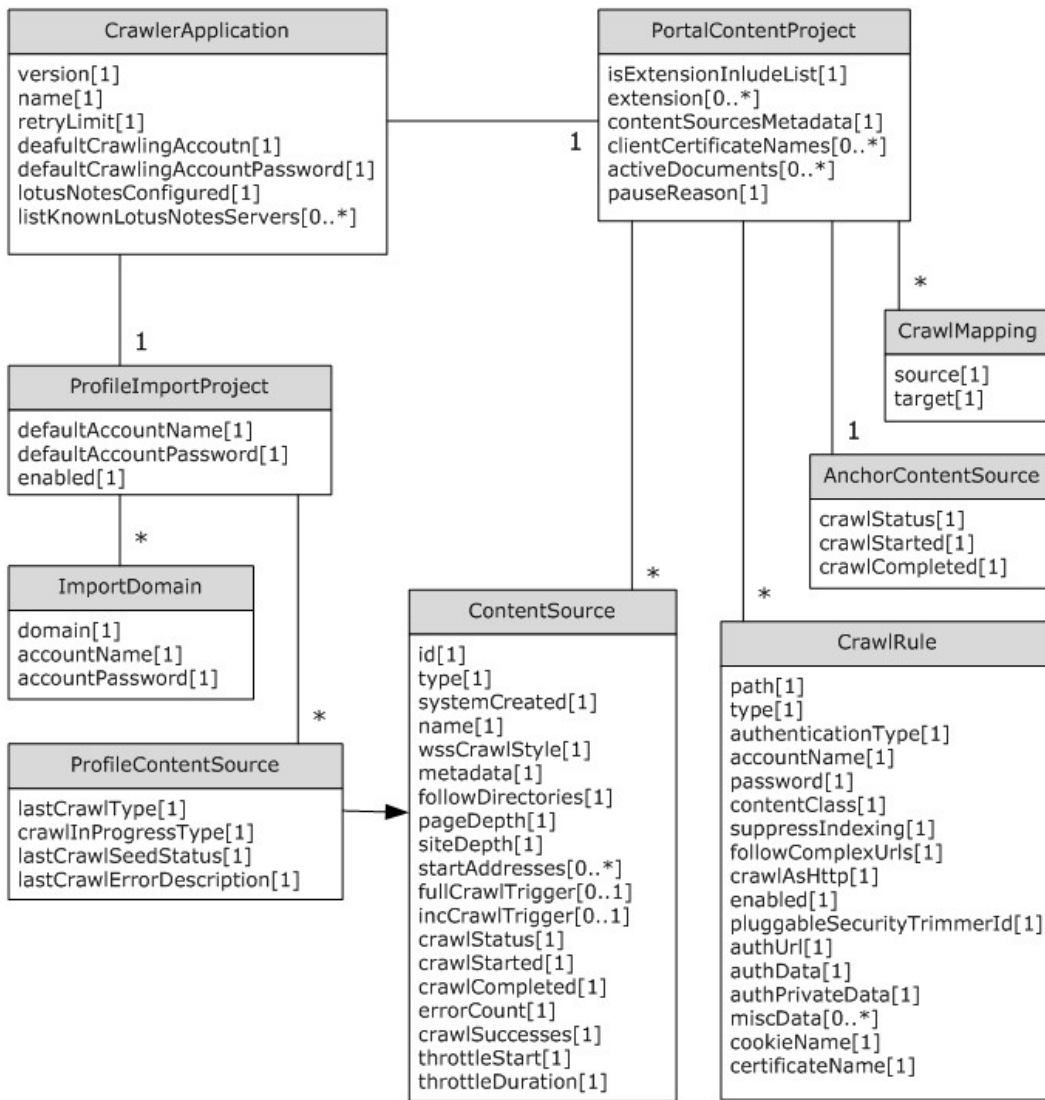 CrawlerApplication
version[1]
name[1]
retryLimit[1]
deafultCrawlingAccoutn[1]
defaultCrawlingAccountPassword[1]
lotusNotesConfigured[1]
listKnownLotusNotesServers[0..*]
1
PortalContentProject
isExtensionInludeList[1]
extension[0..*]
contentSourcesMetadata[1]
clientCertificateNames[0..*]
activeDocuments[0..*]
pauseReason[1]
1
ProfileImportProject
defaultAccountName[1]
defaultAccountPassword[1]
enabled[1]
*
CrawlMapping
source[1]
target[1]
1
AnchorContentSource
crawlStatus[1]
crawlStarted[1]
crawlCompleted[1]
*
ImportDomain
domain[1]
accountName[1]
accountPassword[1]
*
ProfileContentSource
lastCrawlType[1]
crawlInProgressType[1]
lastCrawlSeedStatus[1]
lastCrawlErrorDescription[1]
*
ContentSource
id[1]
type[1]
systemCreated[1]
name[1]
wssCrawlStyle[1]
metadata[1]
followDirectories[1]
pageDepth[1]
siteDepth[1]
startAddresses[0..*]
fullCrawlTrigger[0..1]
incCrawlTrigger[0..1]
crawlStatus[1]
crawlStarted[1]
crawlCompleted[1]
errorCount[1]
crawlSuccesses[1]
throttleStart[1]
throttleDuration[1]
*
CrawlRule
path[1]
type[1]
authenticationType[1]
accountName[1]
password[1]
contentClass[1]
suppressIndexing[1]
followComplexUrls[1]
crawlAsHttp[1]
enabled[1]
pluggableSecurityTrimmerId[1]
authUrl[1]
authData[1]
authPrivateData[1]
miscData[0..*]
cookieName[1]
certificateName[1]